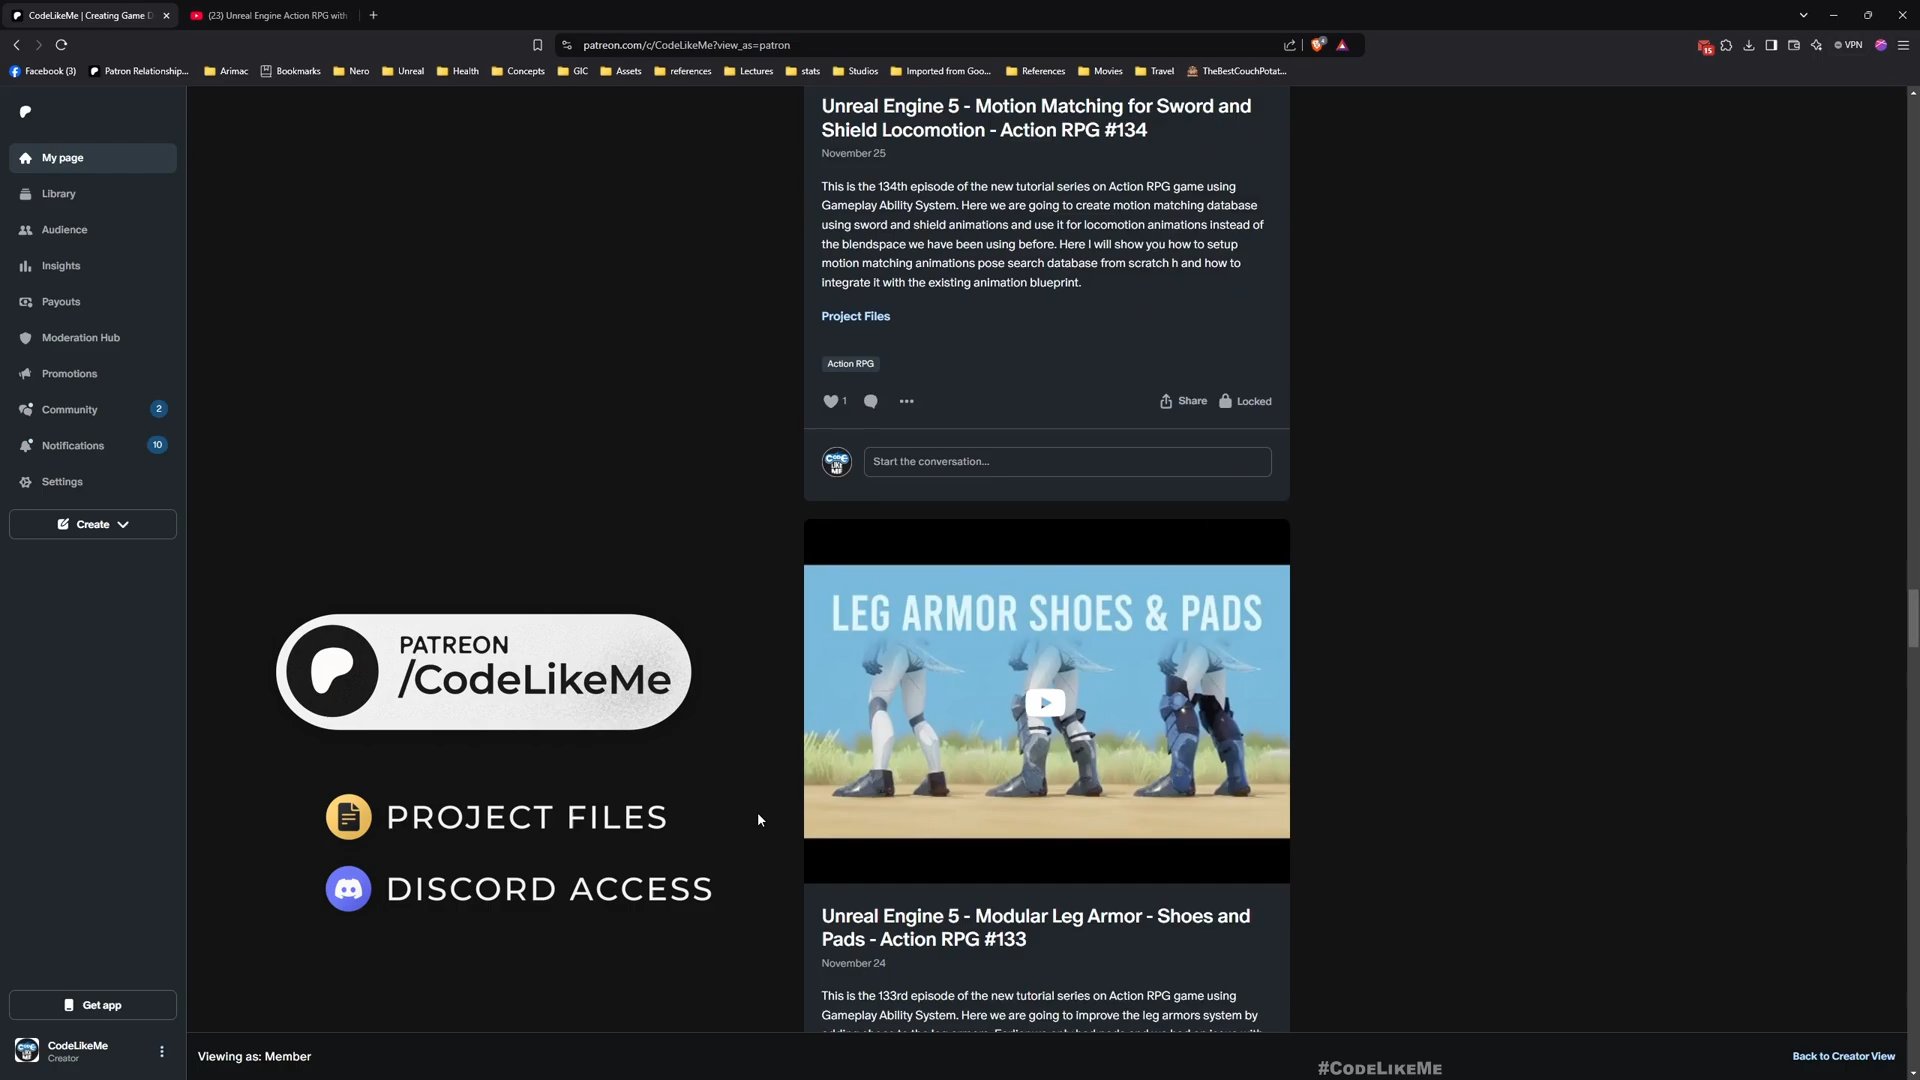 CodeLikeMe | Creating Game D
(23) Unreal Engine Action RPG with
patreon.com/c/CodeLikeMe?view_as=patron
4
15
VPN
Facebook (3)
Patron Relationship...
Arimac
Bookmarks
Nero
Unreal
Health
Concepts
GIC
Assets
references
Lectures
stats
Studios
Imported from Goo...
References
Movies
Travel
TheBestCouchPotat...
My page
Library
Audience
Insights
Payouts
Moderation Hub
Promotions
Community
2
Notifications
10
Settings
Create
Get app
CodeLikeMe
Creator
Unreal Engine 5 - Motion Matching for Sword and
Shield Locomotion - Action RPG #134
November 25
This is the 134th episode of the new tutorial series on Action RPG game using
Gameplay Ability System. Here we are going to create motion matching database
using sword and shield animations and use it for locomotion animations instead of
the blendspace we have been using before. Here I will show you how to setup
motion matching animations pose search database from scratch h and how to
integrate it with the existing animation blueprint.
Project Files
Action RPG
1
Share
Locked
CODE LIKE ME
Start the conversation...
LEG ARMOR SHOES & PADS
PATREON
/CodeLikeMe
PROJECT FILES
DISCORD ACCESS
Unreal Engine 5 - Modular Leg Armor - Shoes and
Pads - Action RPG #133
November 24
This is the 133rd episode of the new tutorial series on Action RPG game using
Gameplay Ability System. Here we are going to improve the leg armors system by
Viewing as: Member
Back to Creator View
#CODELIKEME